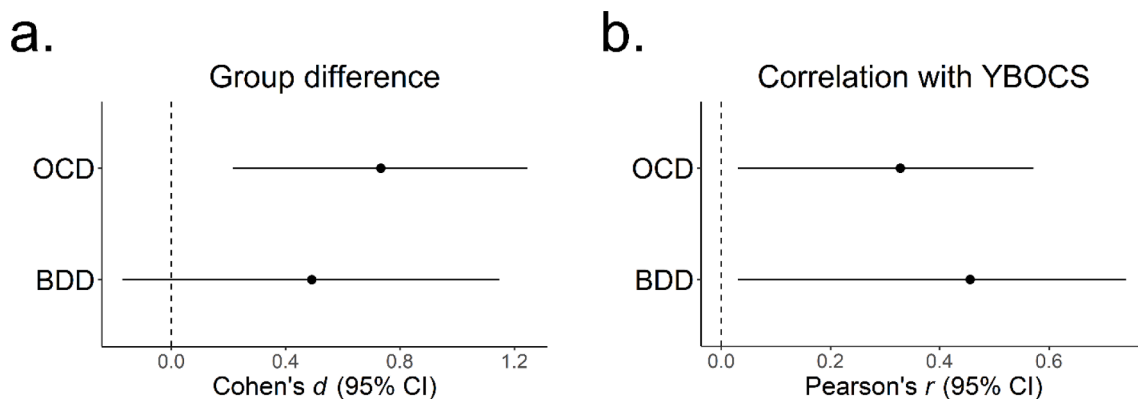 a.
Group difference
OCD
BDD
0.0 0.4 0.8 1.2
Cohen's d (95% CI)
b.
Correlation with YBOCS
OCD
BDD
0.0 0.2 0.4 0.6
Pearson's r (95% CI)